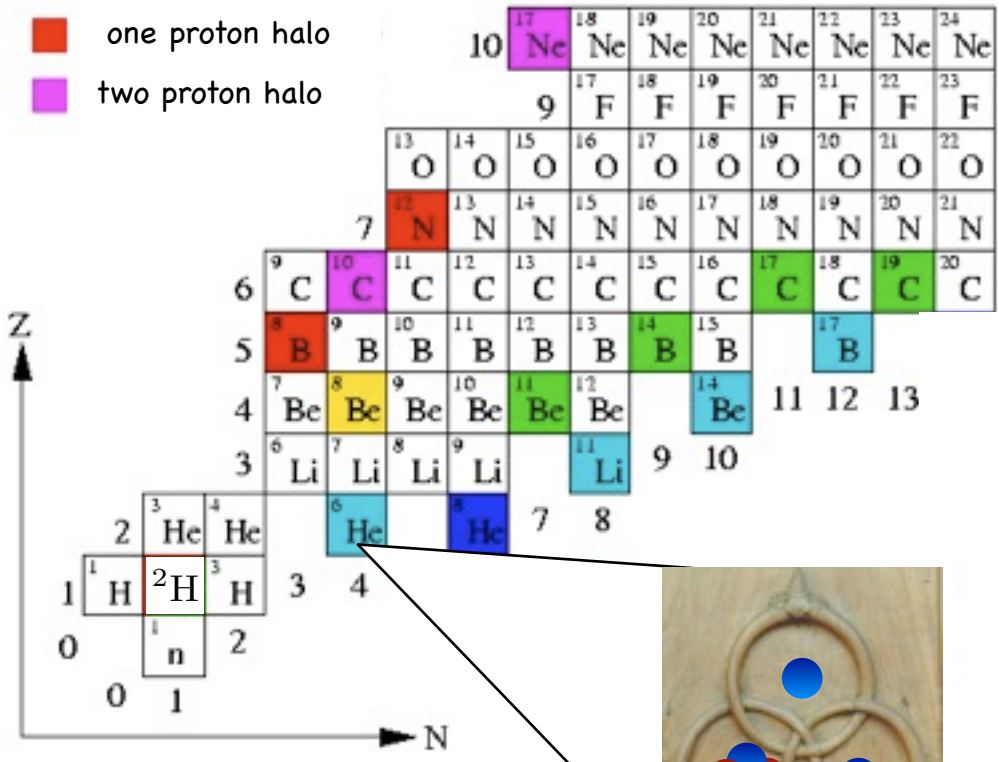 one proton halo
two proton halo
10 17 Ne 18 Ne 19 Ne 20 Ne 21 Ne 22 Ne 23 Ne 24 Ne
9 17 F 18 F 19 F 20 F 21 F 22 F 23 F
13 O 14 O 15 O 16 O 17 O 18 O 19 O 20 O 21 O 22 O
7 12 N 13 N 14 N 15 N 16 N 17 N 18 N 19 N 20 N 21 N
6 9 C 10 C 11 C 12 C 13 C 14 C 15 C 16 C 17 C 18 C 19 C 20 C
Z
5 8 B 9 B 10 B 11 B 12 B 13 B 14 B 15 B 17 B
4 7 Be 8 Be 9 Be 10 Be 11 Be 12 Be 14 Be 11 12 13
3 6 Li 7 Li 8 Li 9 Li 11 Li 9 10
2 3 He 4 He 6 He 8 He 7 8
1 1 H 2H 3 H 3 4
0 1 n 2
0 1
N